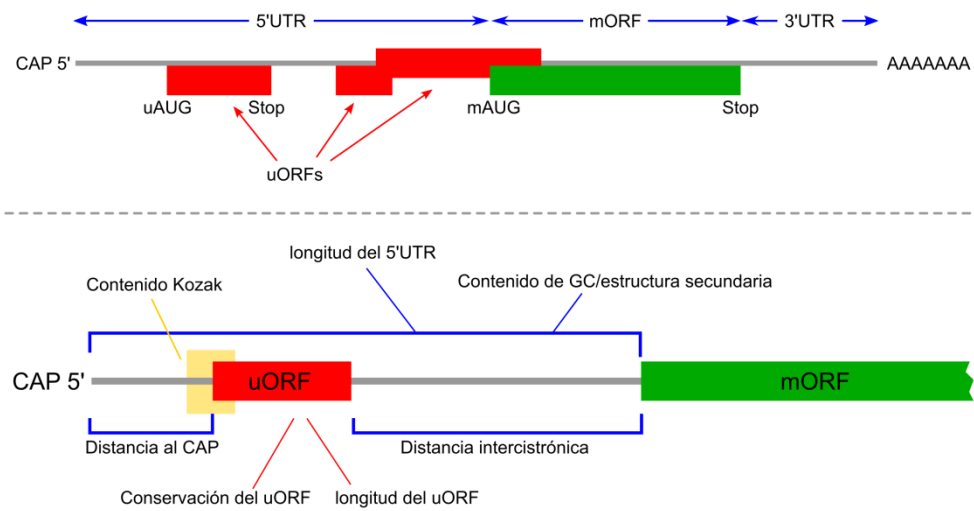 5'UTR
mORF
3'UTR
CAP 5'
AAAAAAA
uAUG
Stop
mAUG
Stop
uORFs
longitud del 5'UTR
Contenido Kozak
Contenido de GC/estructura secundaria
CAP 5'
uORF
mORF
Distancia al CAP
Distancia intercistrónica
Conservación del uORF
longitud del uORF